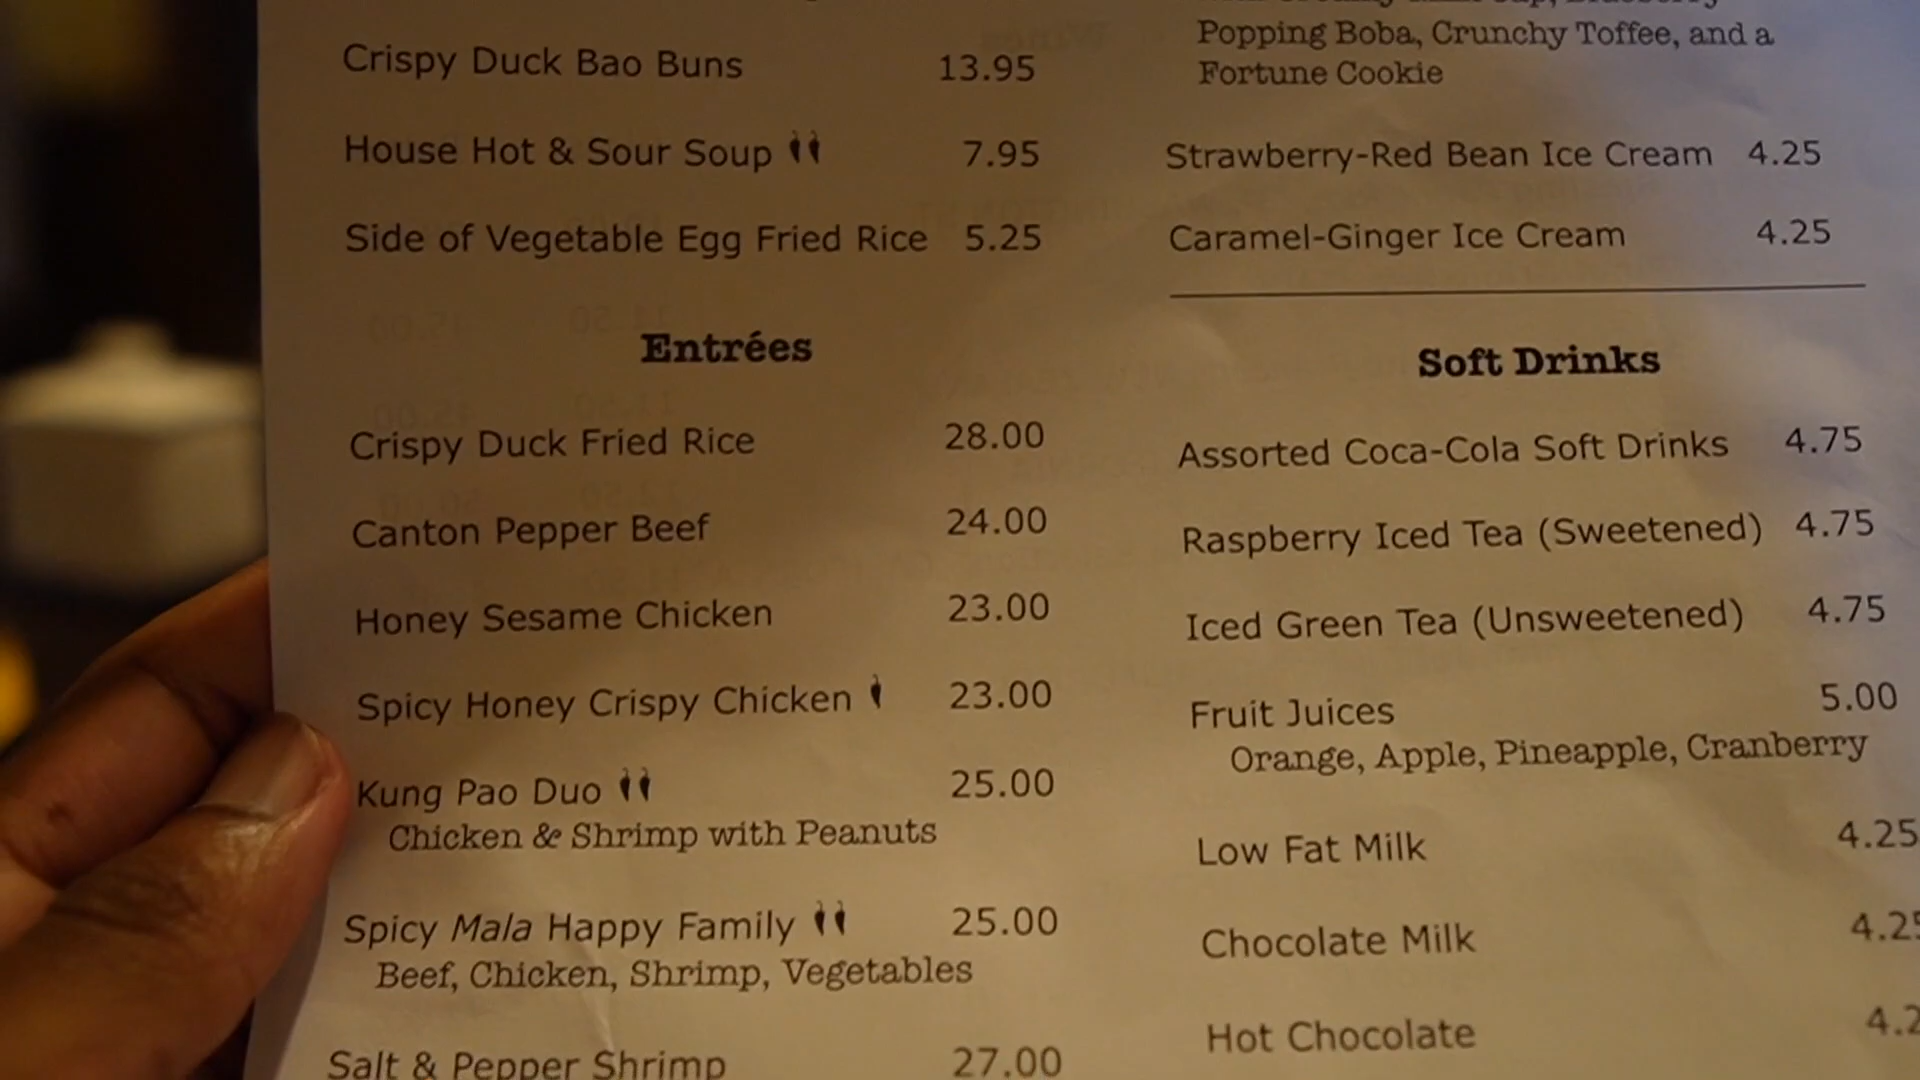 Crispy Duck Bao Buns 13.95
House Hot & Sour Soup 7.95
Side of Vegetable Egg Fried Rice 5.25
Entrées
Crispy Duck Fried Rice 28.00
Canton Pepper Beef 24.00
Honey Sesame Chicken 23.00
Spicy Honey Crispy Chicken 23.00
Kung Pao Duo 25.00
Chicken & Shrimp with Peanuts
Spicy Mala Happy Family 25.00
Beef, Chicken, Shrimp, Vegetables
Salt & Pepper Shrimp 27.00
Popping Boba, Crunchy Toffee, and a
Fortune Cookie
Strawberry-Red Bean Ice Cream 4.25
Caramel-Ginger Ice Cream 4.25
Soft Drinks
Assorted Coca-Cola Soft Drinks 4.75
Raspberry Iced Tea (Sweetened) 4.75
Iced Green Tea (Unsweetened) 4.75
Fruit Juices 5.00
Orange, Apple, Pineapple, Cranberry
Low Fat Milk 4.25
Chocolate Milk 4.25
Hot Chocolate 4.2